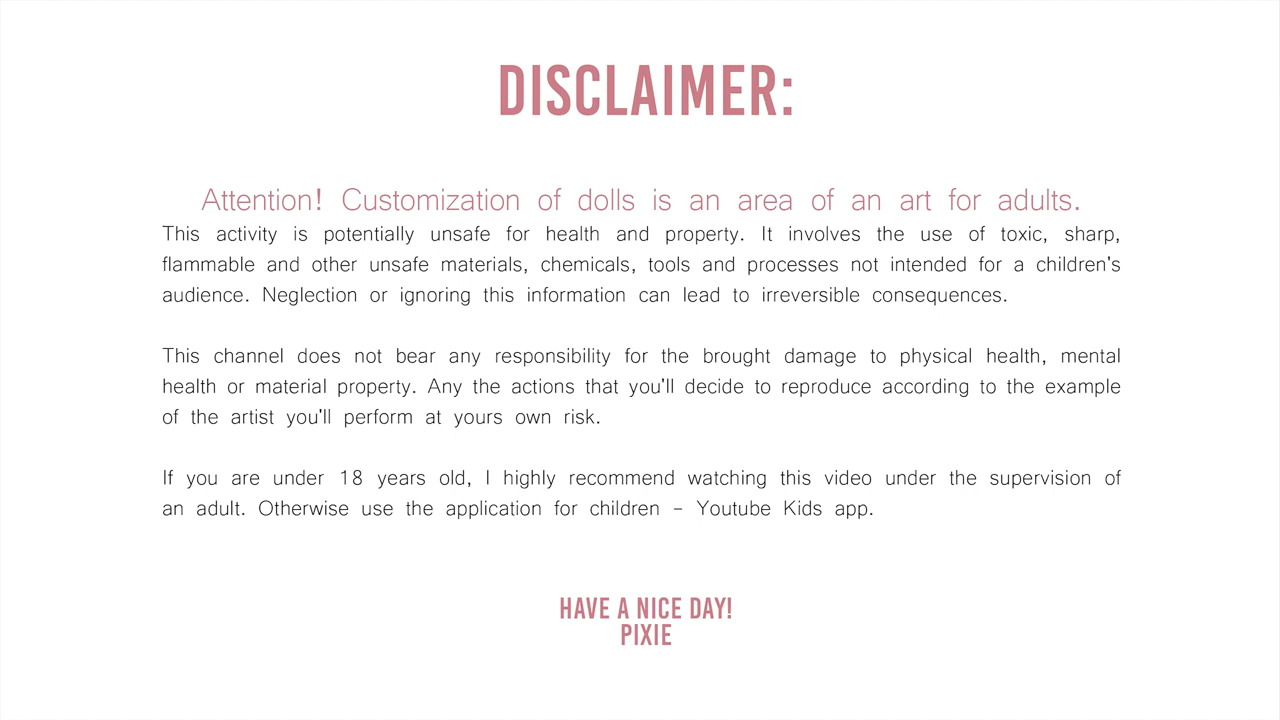 DISCLAIMER:
Attention! Customization of dolls is an area of an art for adults.
This activity is potentially unsafe for health and property. It involves the use of toxic, sharp,
flammable and other unsafe materials, chemicals, tools and processes not intended for a children's
audience. Neglection or ignoring this information can lead to irreversible consequences.
This channel does not bear any responsibility for the brought damage to physical health, mental
health or material property. Any the actions that you'll decide to reproduce according to the example
of the artist you'll perform at yours own risk.
If you are under 18 years old, I highly recommend watching this video under the supervision of
an adult. Otherwise use the application for children – Youtube Kids app.
HAVE A NICE DAY!
PIXIE